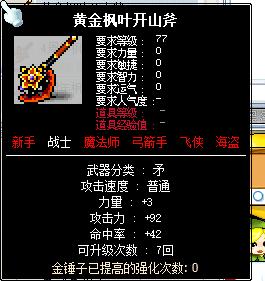 黄金枫叶开山斧
要求等级: 77
要求力量: 0
要求敏捷: 0
要求智力: 0
要求运气: 0
要求人气度: -
道具等级: -
道具经验值: -
新手 战士 魔法师 弓箭手 飞侠 海盗
武器分类: 矛
攻击速度: 普通
力量: +3
攻击力: +92
命中率: +42
可升级次数: 7回
金锤子已提高的强化次数: 0